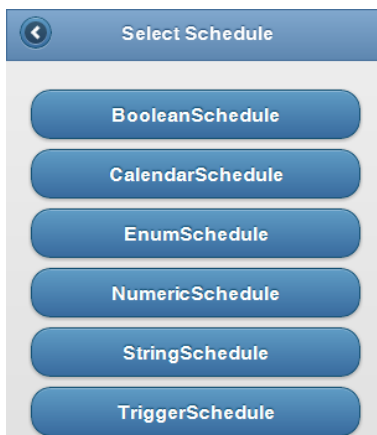 Select Schedule
BooleanSchedule
CalendarSchedule
EnumSchedule
NumericSchedule
StringSchedule
TriggerSchedule